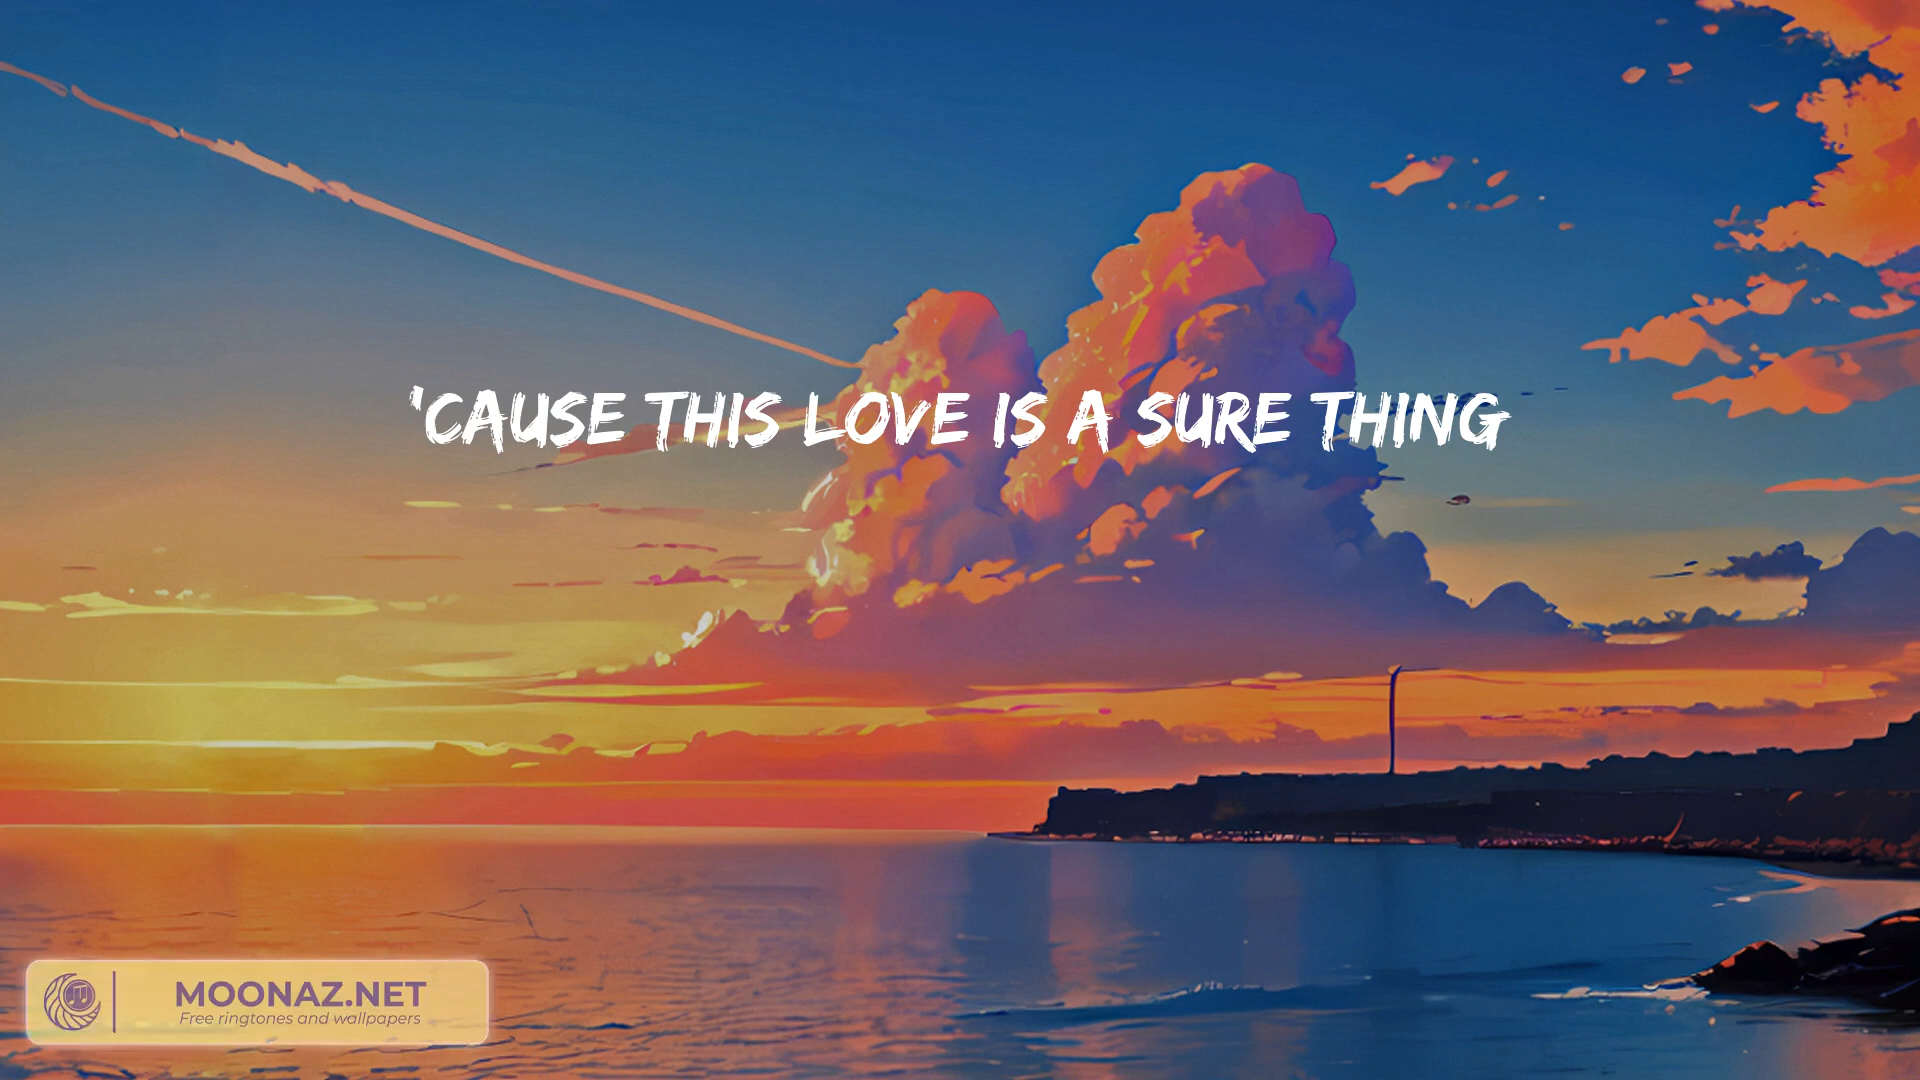 'CAUSE THIS LOVE IS A SURE THING
MOONAZ.NET
Free ringtones and wallpapers